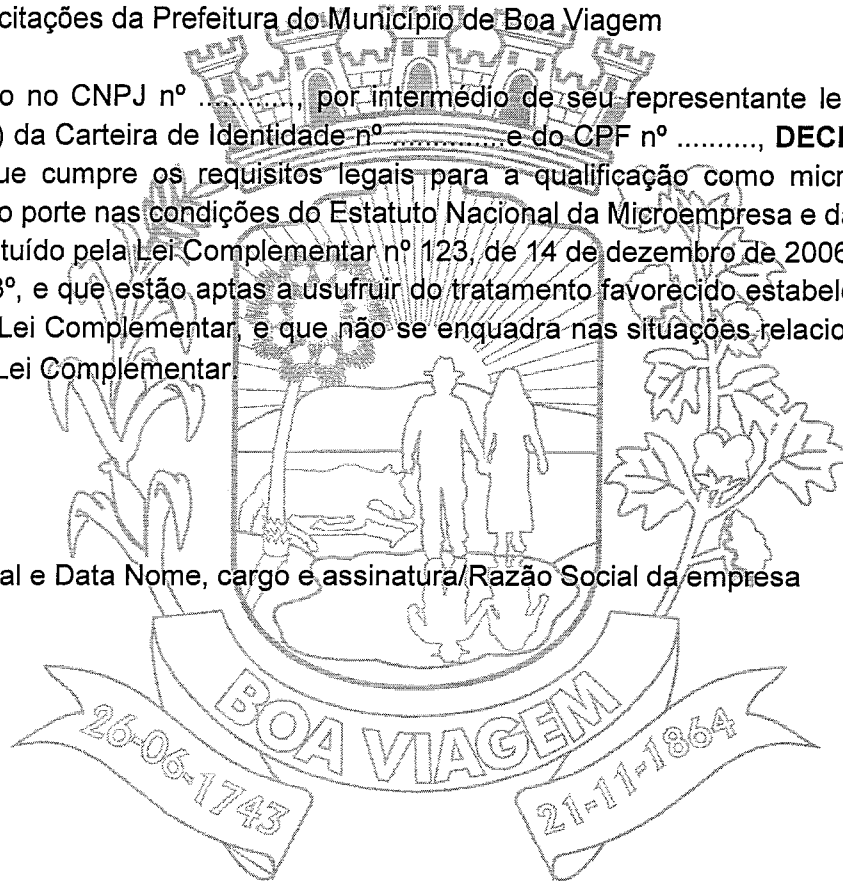 citações da Prefeitura do Município de Boa Viagem
o no CNPJ nº ............, por intermédio de seu representante le
) da Carteira de Identidade nº ..............e do CPF nº .........., DECI
ue cumpre os requisitos legais para a qualificação como micr
o porte nas condições do Estatuto Nacional da Microempresa e da
tuído pela Lei Complementar nº 123, de 14 de dezembro de 2006
3º, e que estão aptas a usufruir do tratamento favorecido estabel
Lei Complementar, e que não se enquadra nas situações relacio
Lei Complementar.
al e Data Nome, cargo e assinatura/Razão Social da empresa
BOA VIAGEM
26-06-1743
21-11-1864